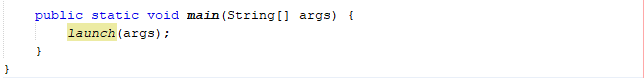 public static void main(String[] args) {
launch(args);
}
}